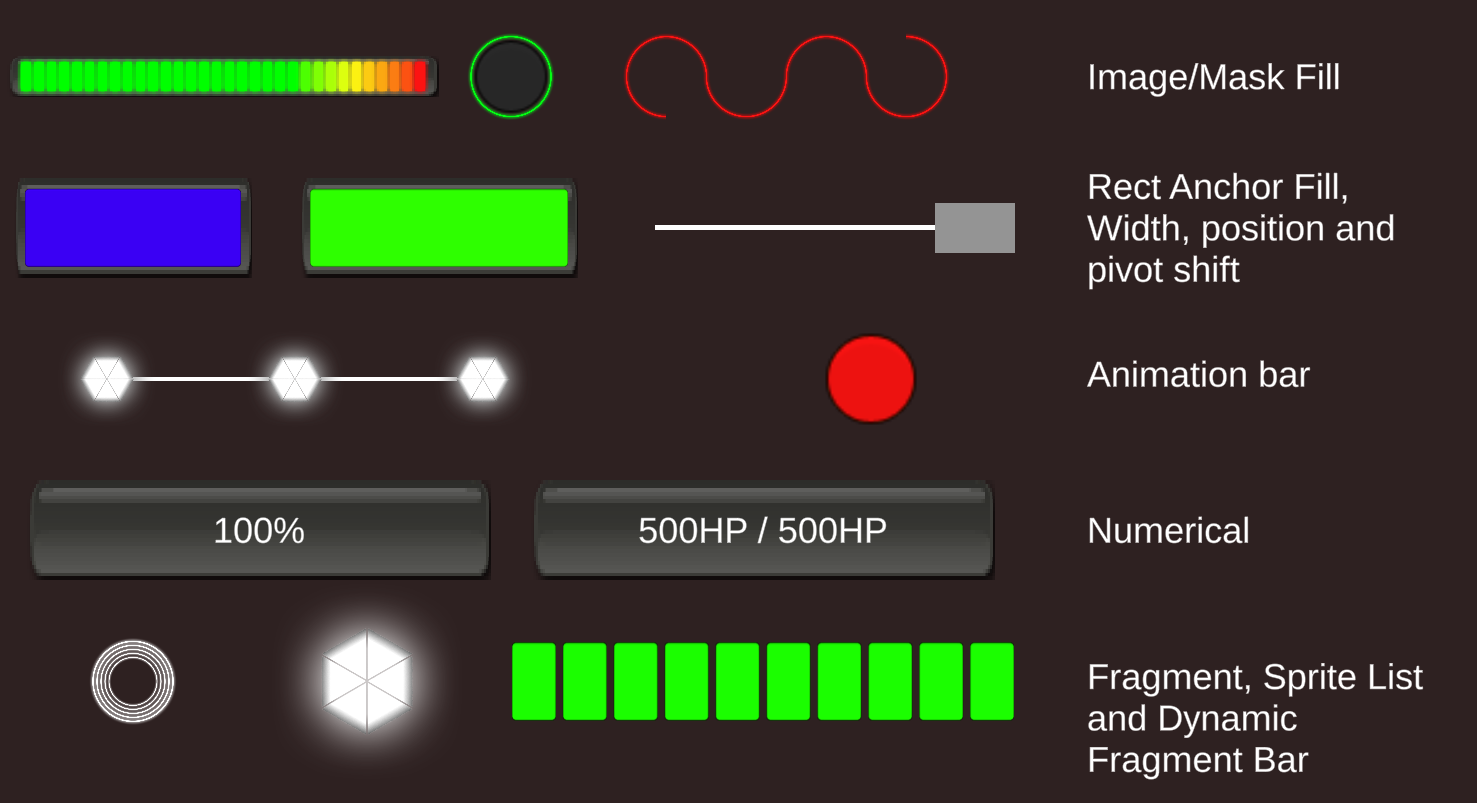 Image/Mask Fill
Rect Anchor Fill,
Width, position and
pivot shift
Animation bar
100%
500HP / 500HP
Numerical
Fragment, Sprite List
and Dynamic
Fragment Bar